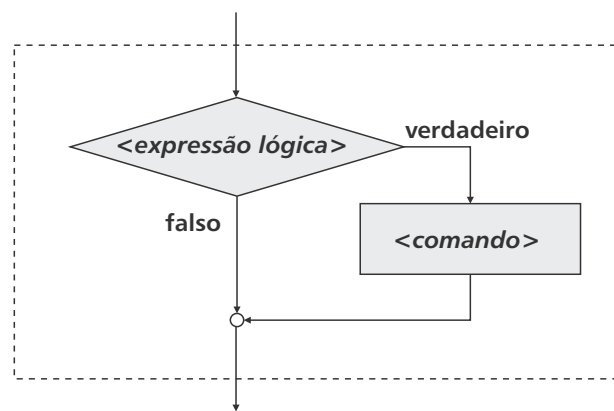 <expressão lógica>
verdadeiro
falso
<comando>